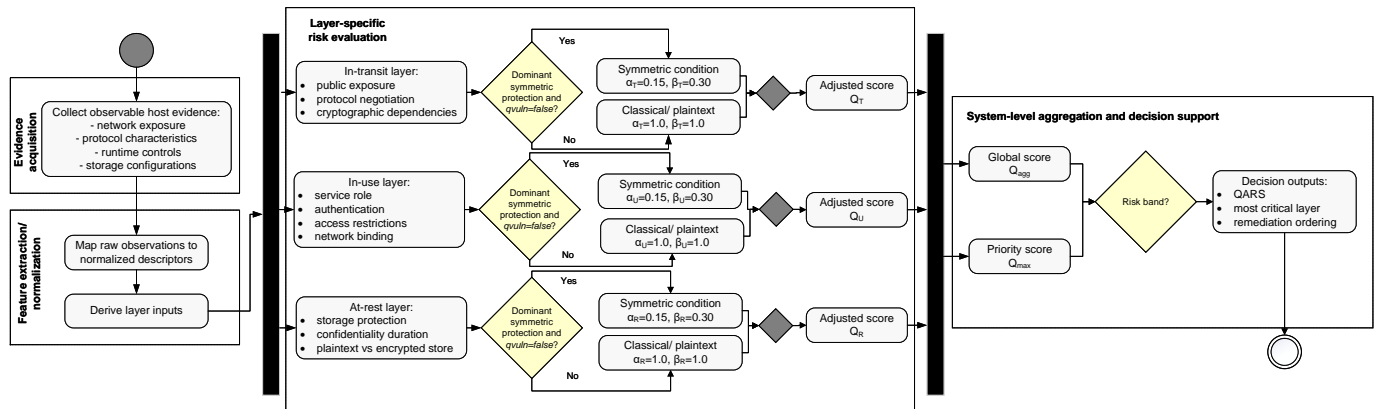 Evidence
acquisition
Collect observable host evidence:
- network exposure
- protocol characteristics
- runtime controls
- storage configurations
Feature extraction/
normalization
Map raw observations to
normalized descriptors
Derive layer inputs
Layer-specific
risk evaluation
In-transit layer:
• public exposure
• protocol negotiation
• cryptographic dependencies
Dominant
symmetric
protection and
qvuln=false?
Yes
No
Symmetric condition
αT=0.15, βT=0.30
Classical/ plaintext
αT=1.0, βT=1.0
Adjusted score
QT
In-use layer:
• service role
• authentication
• access restrictions
• network binding
Dominant
symmetric
protection and
qvuln=false?
Yes
No
Symmetric condition
αU=0.15, βU=0.30
Classical/ plaintext
αU=1.0, βU=1.0
Adjusted score
QU
At-rest layer:
• storage protection
• confidentiality duration
• plaintext vs encrypted store
Dominant
symmetric
protection and
qvuln=false?
Yes
No
Symmetric condition
αR=0.15, βR=0.30
Classical/ plaintext
αR=1.0, βR=1.0
Adjusted score
QR
System-level aggregation and decision support
Global score
Qagg
Priority score
Qmax
Risk band?
Decision outputs:
• QARS
• most critical layer
• remediation ordering